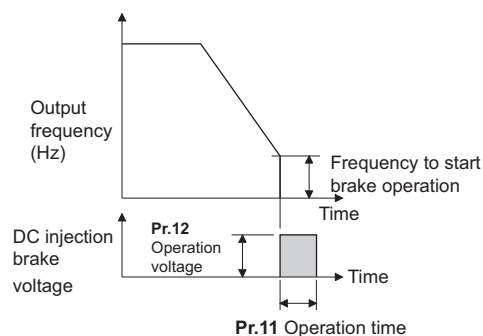 Output
frequency
(Hz)
Frequency to start
brake operation
Time
DC injection
brake
voltage
Pr.12
Operation
voltage
Time
Pr.11 Operation time